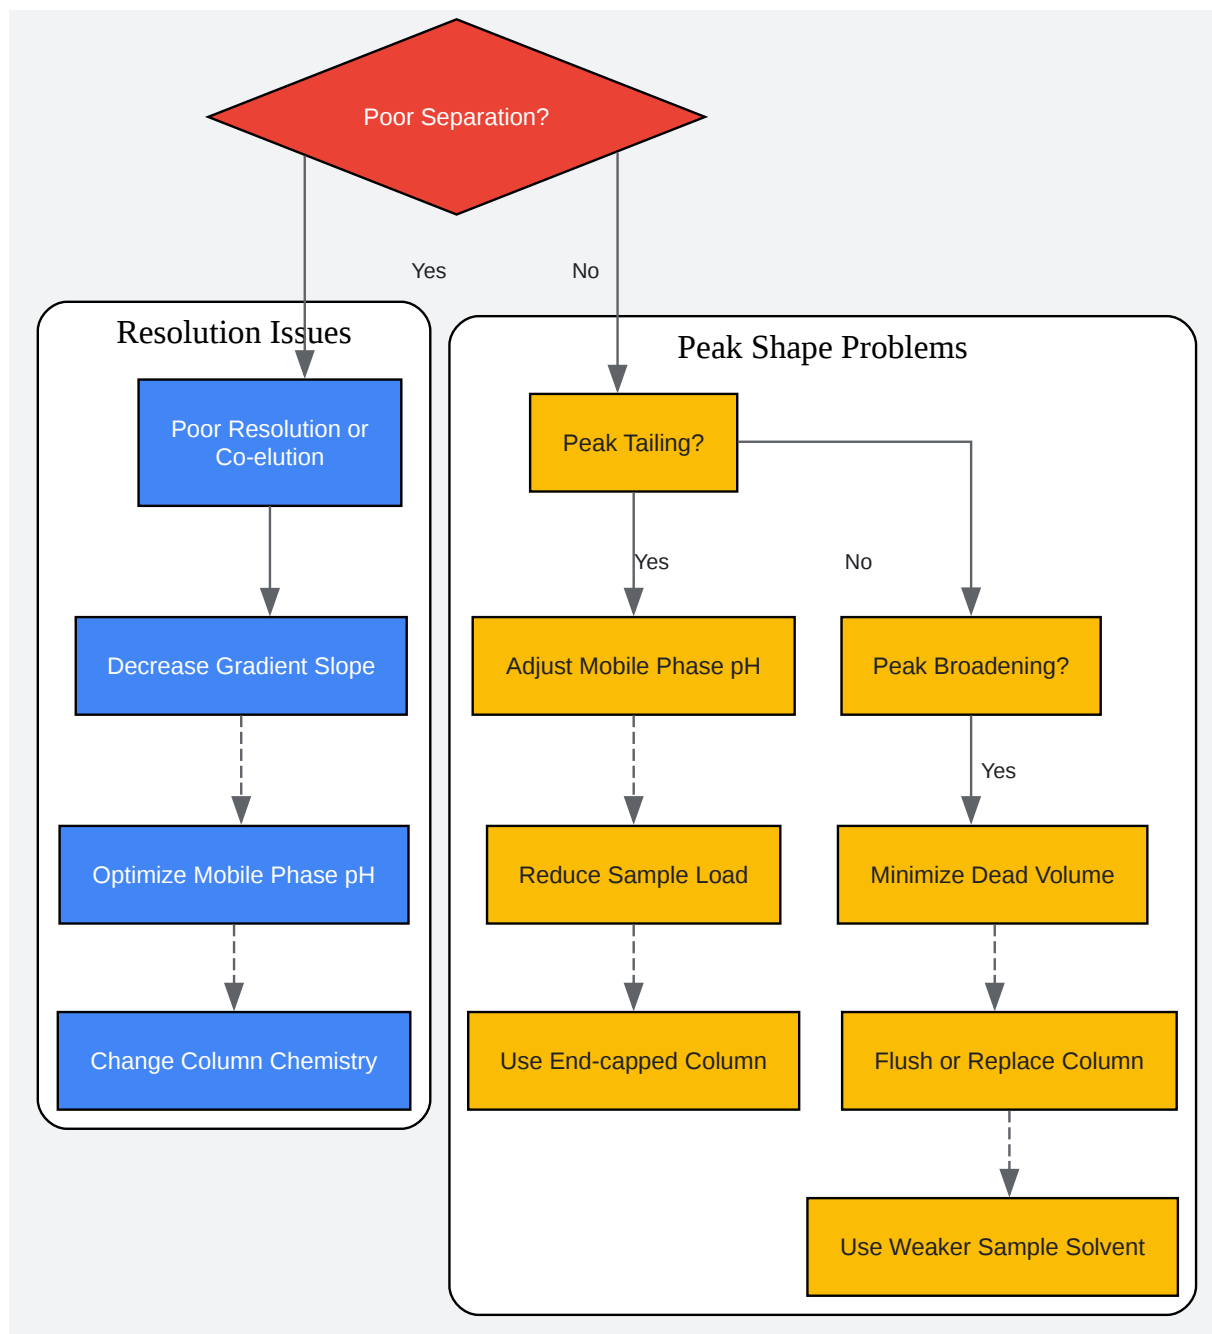 Poor Separation?
Yes
No
Resolution Issues
Peak Shape Problems
Poor Resolution or
Co-elution
Peak Tailing?
Yes
No
Decrease Gradient Slope
Adjust Mobile Phase pH
Peak Broadening?
Yes
Optimize Mobile Phase pH
Reduce Sample Load
Minimize Dead Volume
Change Column Chemistry
Use End-capped Column
Flush or Replace Column
Use Weaker Sample Solvent